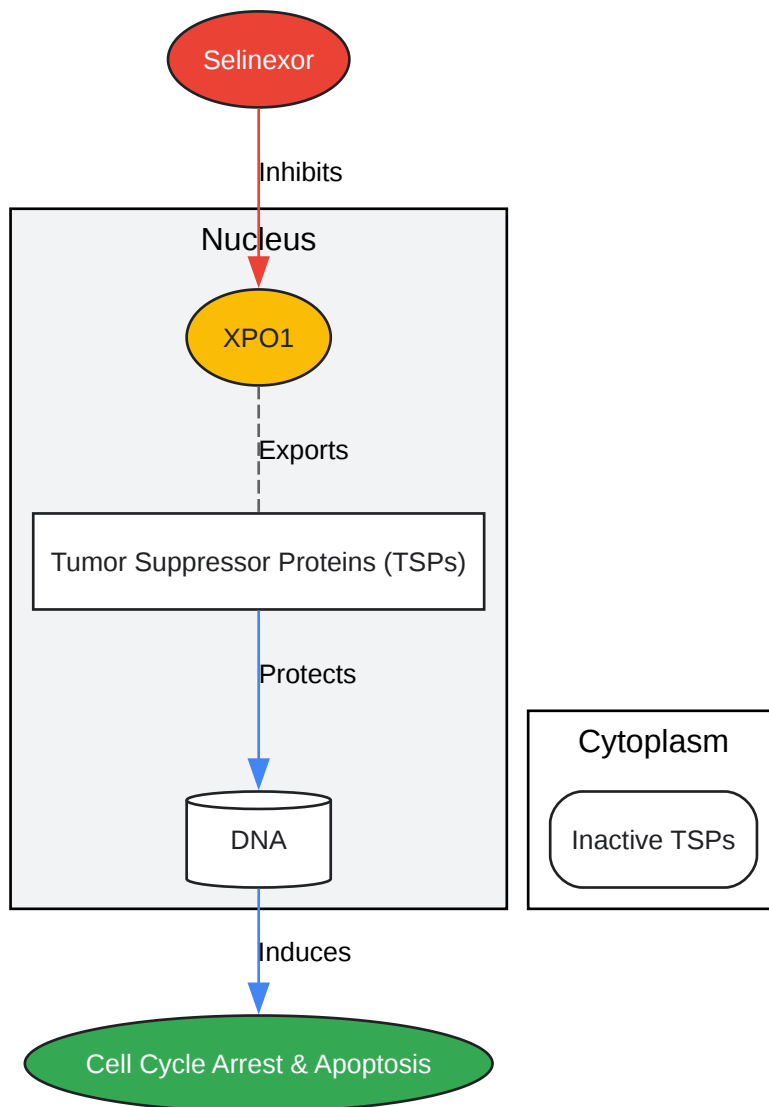 Selinexor
Inhibits
Nucleus
XPO1
Exports
Tumor Suppressor Proteins (TSPs)
Protects
Cytoplasm
DNA
Inactive TSPs
Induces
Cell Cycle Arrest & Apoptosis